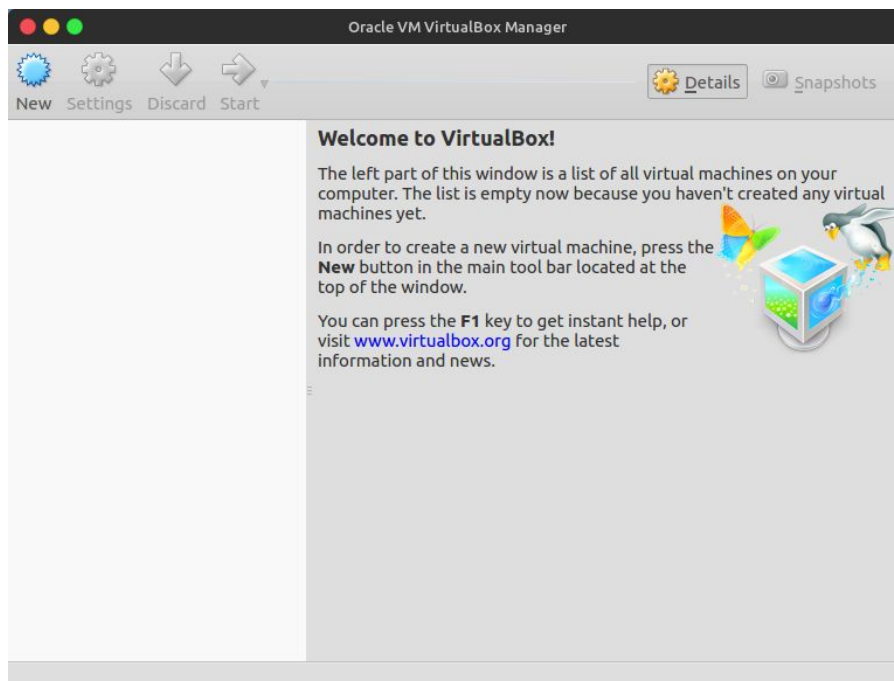 Oracle VM VirtualBox Manager
New Settings Discard Start Details Snapshots
Welcome to VirtualBox!
The left part of this window is a list of all virtual machines on your
computer. The list is empty now because you haven't created any virtual
machines yet.
In order to create a new virtual machine, press the
New button in the main tool bar located at the
top of the window.
You can press the F1 key to get instant help, or
visit www.virtualbox.org for the latest
information and news.